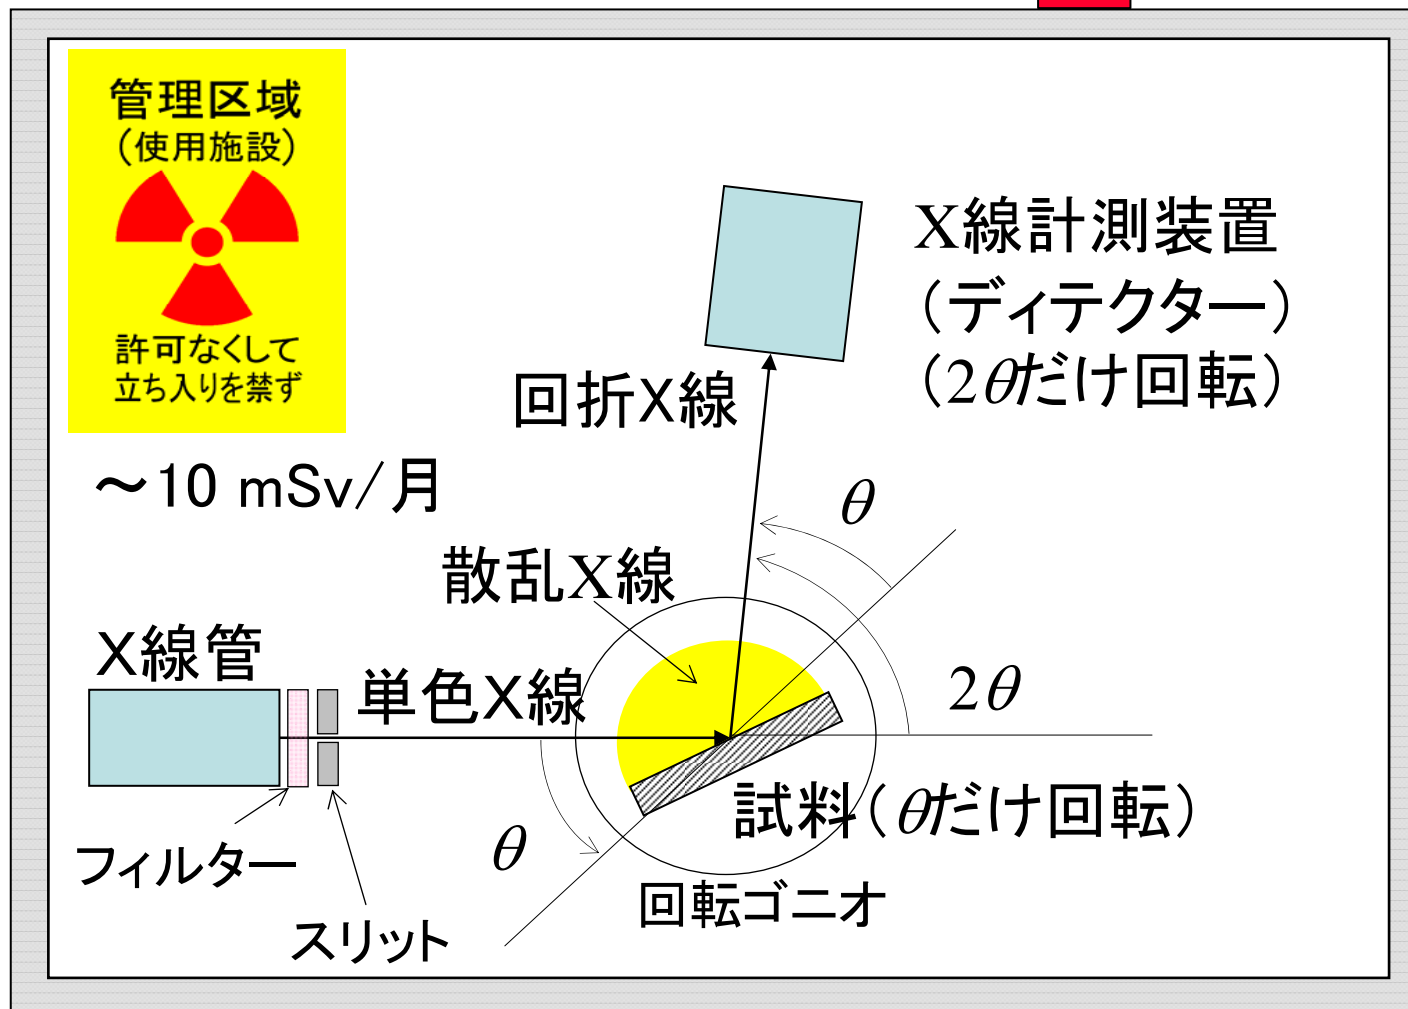 管理区域
(使用施設)
許可なくして
立ち入りを禁ず
～10 mSv/月
X線計測装置
(ディテクター)
(2θだけ回転)
回折X線
θ
散乱X線
X線管
単色X線
2θ
試料(θだけ回転)
θ
フィルター
回転ゴニオ
スリット